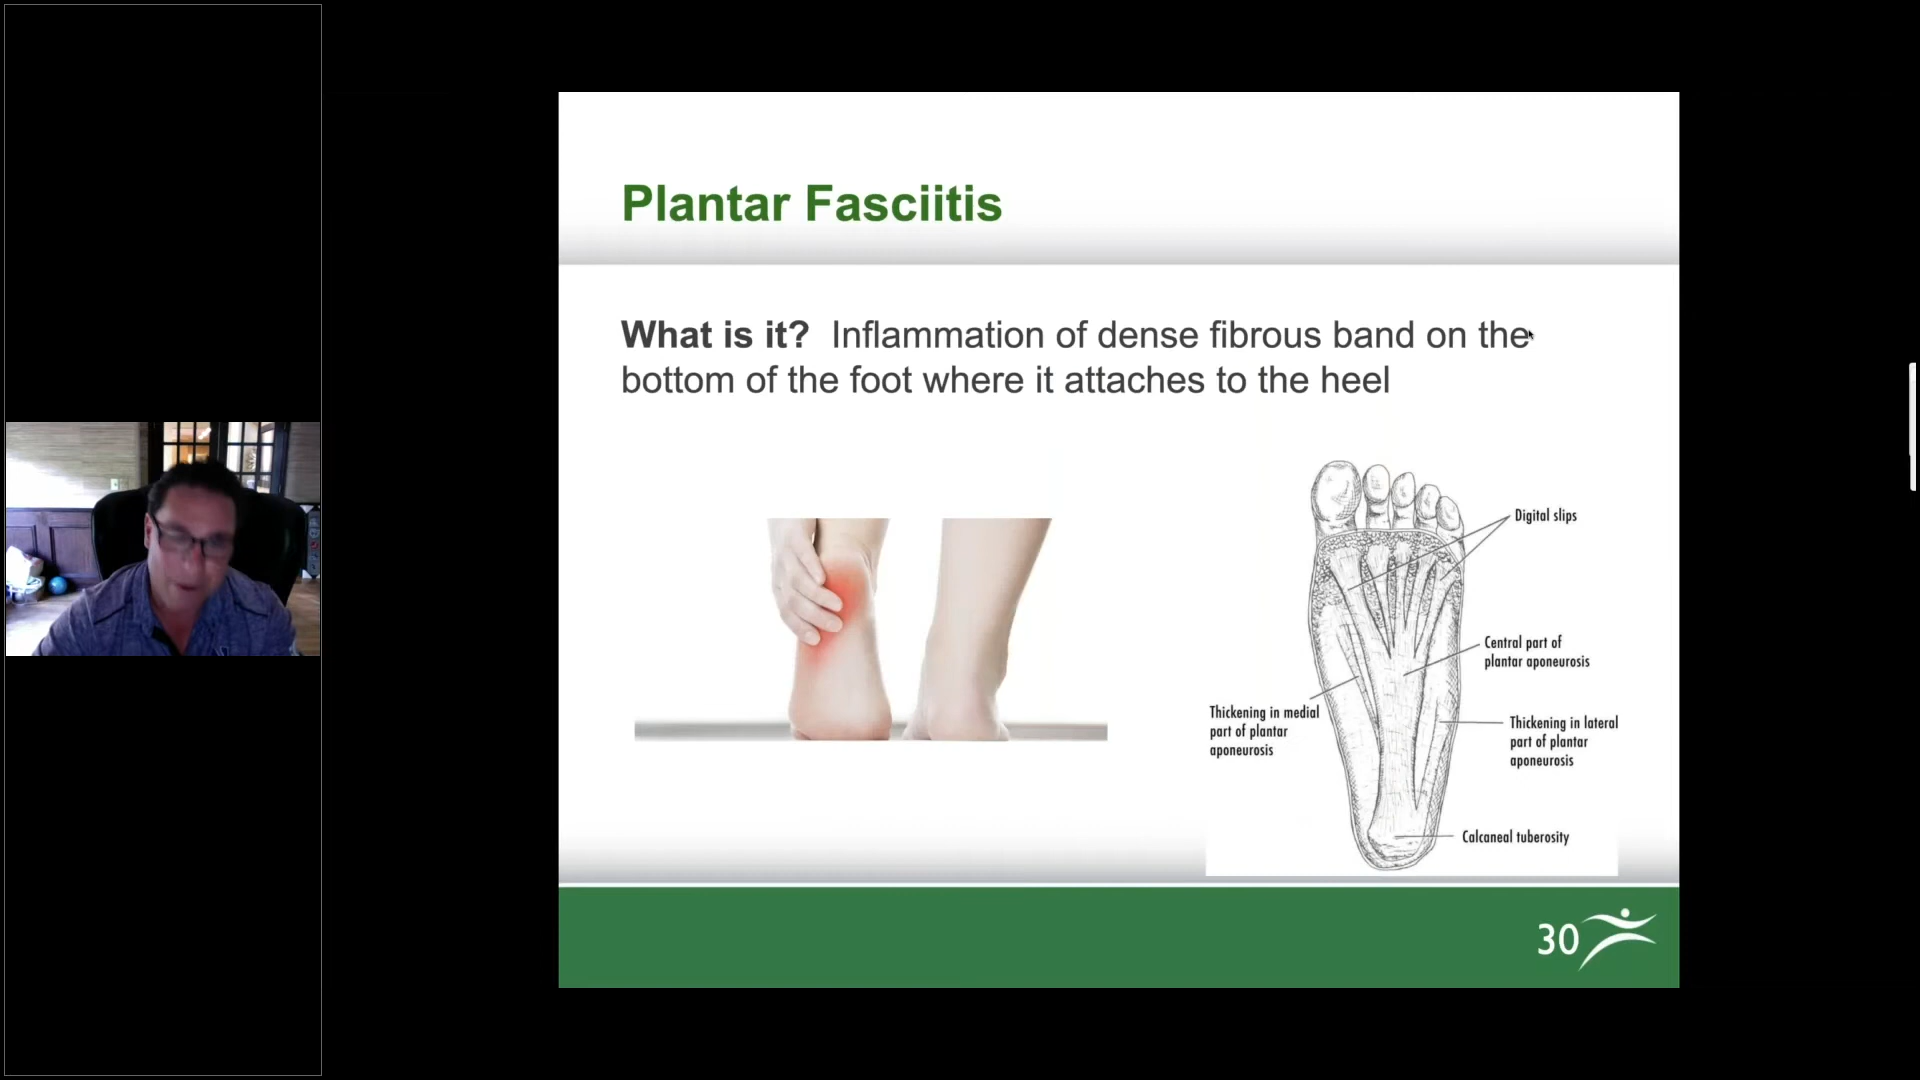 Plantar Fasciitis
What is it? Inflammation of dense fibrous band on the
bottom of the foot where it attaches to the heel
Digital slips
Central part of
plantar aponeurosis
Thickening in medial
part of plantar
aponeurosis
Thickening in lateral
part of plantar
aponeurosis
Calcaneal tuberosity
30